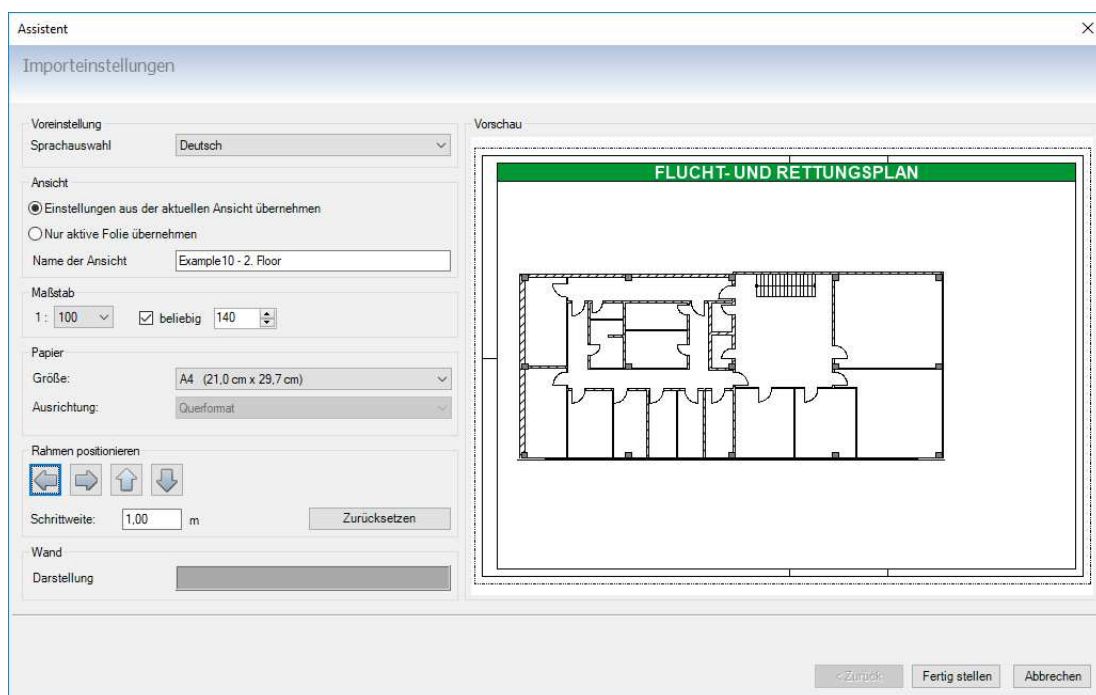 Assistent
Importeinstellungen
Voreinstellung
Sprachauswahl Deutsch
Ansicht
Einstellungen aus der aktuellen Ansicht übernehmen
Nur aktive Folie übernehmen
Name der Ansicht Example10 - 2. Floor
Maßstab
1 : 100 beliebig 140
Papier
Größe: A4 (21,0 cm x 29,7 cm)
Ausrichtung: Querformat
Rahmen positionieren
Schrittweite: 1,00 m Zurücksetzen
Wand
Darstellung
Vorschau
FLUCHT- UND RETTUNGSPLAN
< Zurück Fertig stellen Abbrechen